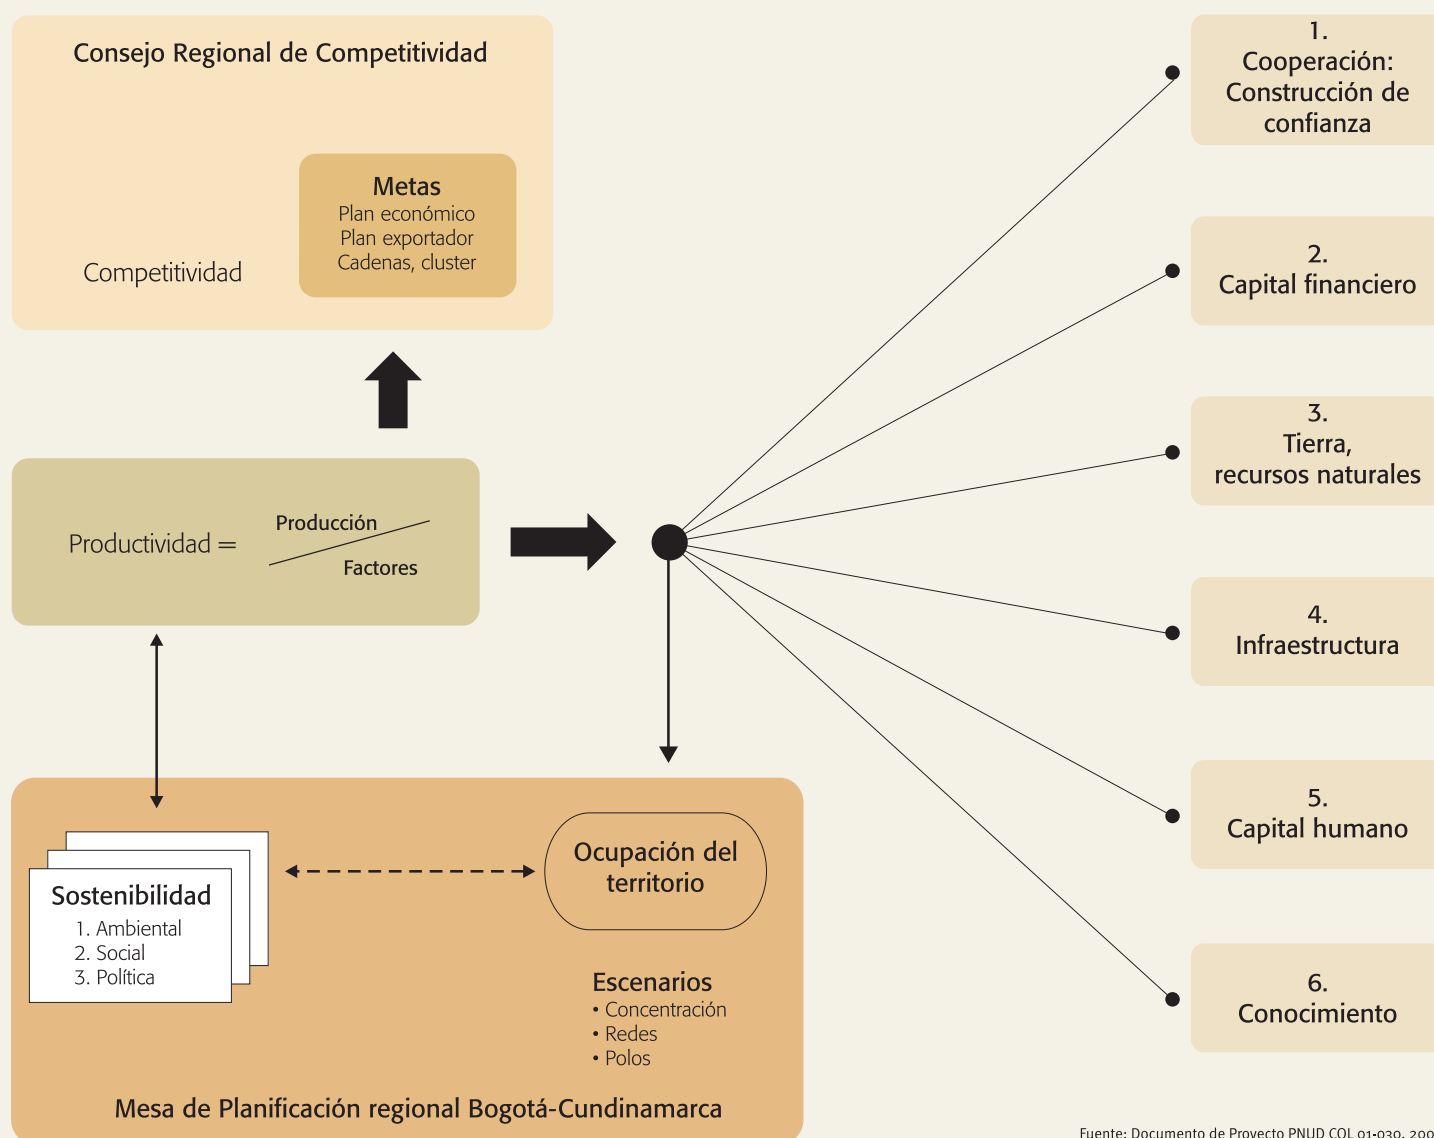 Consejo Regional de Competitividad
Metas
Plan económico
Plan exportador
Cadenas, cluster
Competitividad
Productividad =
Producción
Factores
Sostenibilidad
1. Ambiental
2. Social
3. Política
Ocupación del
territorio
Escenarios
• Concentración
• Redes
• Polos
Mesa de Planificación regional Bogotá-Cundinamarca
1.
Cooperación:
Construcción de
confianza
2.
Capital financiero
3.
Tierra,
recursos naturales
4.
Infraestructura
5.
Capital humano
6.
Conocimiento
Fuente: Documento de Proyecto PNUD COL 01-030,